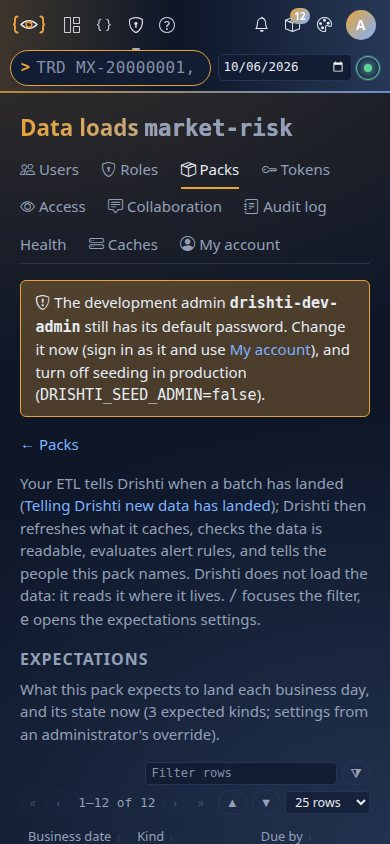 { } 12 A
> TRD MX-20000001, 10/06/2026
Data loads market-risk
Users Roles Packs Tokens
Access Collaboration Audit log
Health Caches My account
The development admin drishti-dev-
admin still has its default password. Change
it now (sign in as it and use My account), and
turn off seeding in production
(DRISHTI_SEED_ADMIN=false).
← Packs
Your ETL tells Drishti when a batch has landed
(Telling Drishti new data has landed); Drishti then
refreshes what it caches, checks the data is
readable, evaluates alert rules, and tells the
people this pack names. Drishti does not load the
data: it reads it where it lives. / focuses the filter,
e opens the expectations settings.
EXPECTATIONS
What this pack expects to land each business day,
and its state now (3 expected kinds; settings from
an administrator's override).
Filter rows
« ‹ 1–12 of 12 › » ▲ ▼ 25 rows
Business date ↕ Kind ↕ Due by ↕